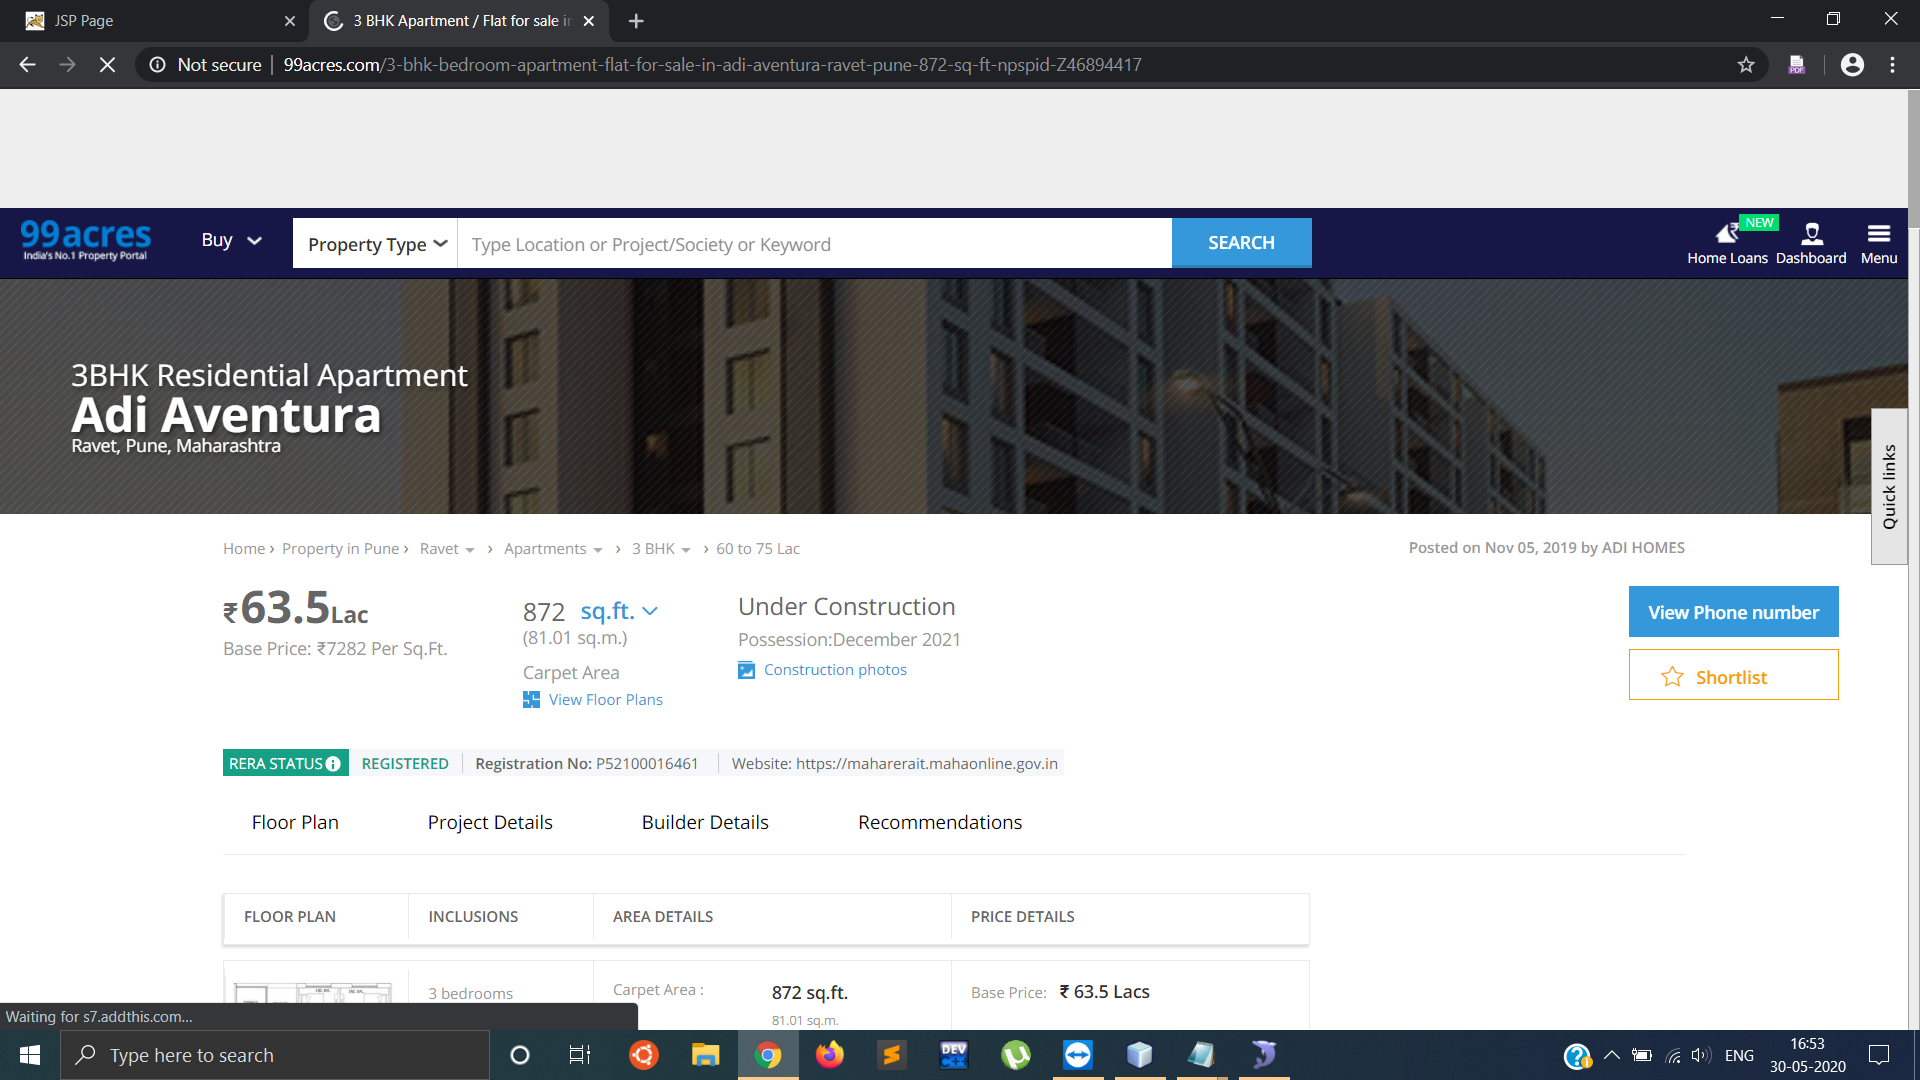 JSP Page
3 BHK Apartment / Flat for sale in
Not secure
99acres.com/3-bhk-bedroom-apartment-flat-for-sale-in-adi-aventura-ravet-pune-872-sq-ft-npspid-Z46894417
PDF
99acres
India's No.1 Property Portal
Buy
Property Type
Type Location or Project/Society or Keyword
SEARCH
NEW
Home Loans
Dashboard
Menu
3BHK Residential Apartment
Adi Aventura
Ravet, Pune, Maharashtra
Quick links
Home › Property in Pune › Ravet › Apartments › 3 BHK › 60 to 75 Lac
Posted on Nov 05, 2019 by ADI HOMES
₹63.5Lac
Base Price: ₹7282 Per Sq.Ft.
872 sq.ft.
(81.01 sq.m.)
Carpet Area
View Floor Plans
Under Construction
Possession:December 2021
Construction photos
View Phone number
Shortlist
RERA STATUS
REGISTERED
Registration No: P52100016461
Website: https://maharerait.mahaonline.gov.in
Floor Plan
Project Details
Builder Details
Recommendations
FLOOR PLAN
INCLUSIONS
AREA DETAILS
PRICE DETAILS
3 bedrooms
Carpet Area :
872 sq.ft.
81.01 sq.m.
Base Price: ₹ 63.5 Lacs
Waiting for s7.addthis.com...
Type here to search
DEV
C++
ENG
16:53
30-05-2020